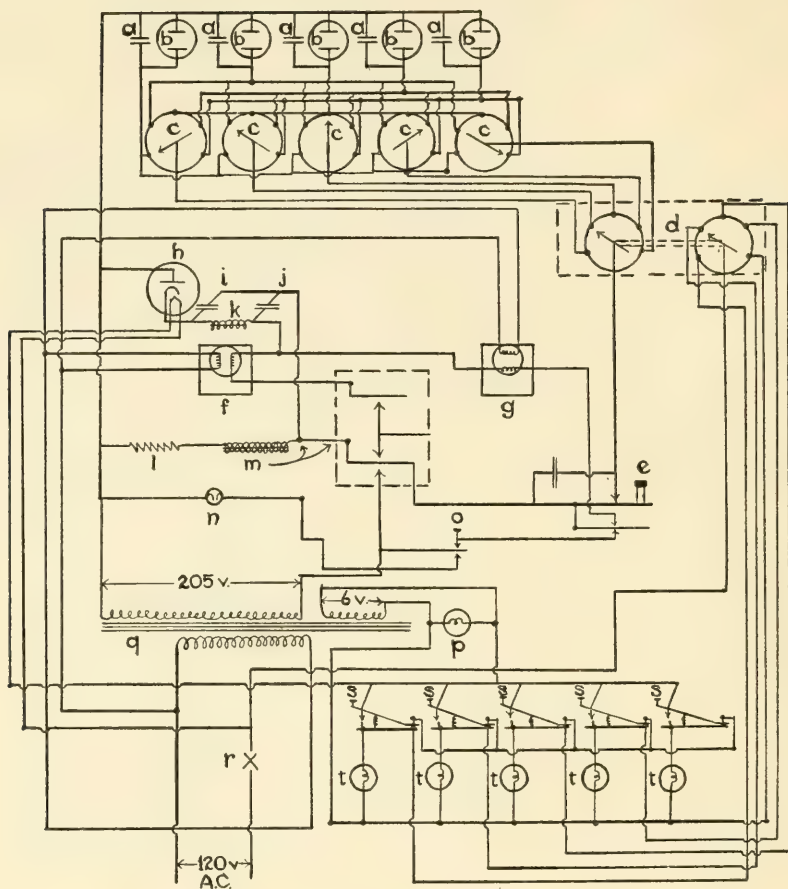 a b a b a b a b a b
c c c c c
d
h i j
k
f g
e
l m
n o
205 v. 6 v.
q p
s s s s s
r t t t t t
120 v
A.C.